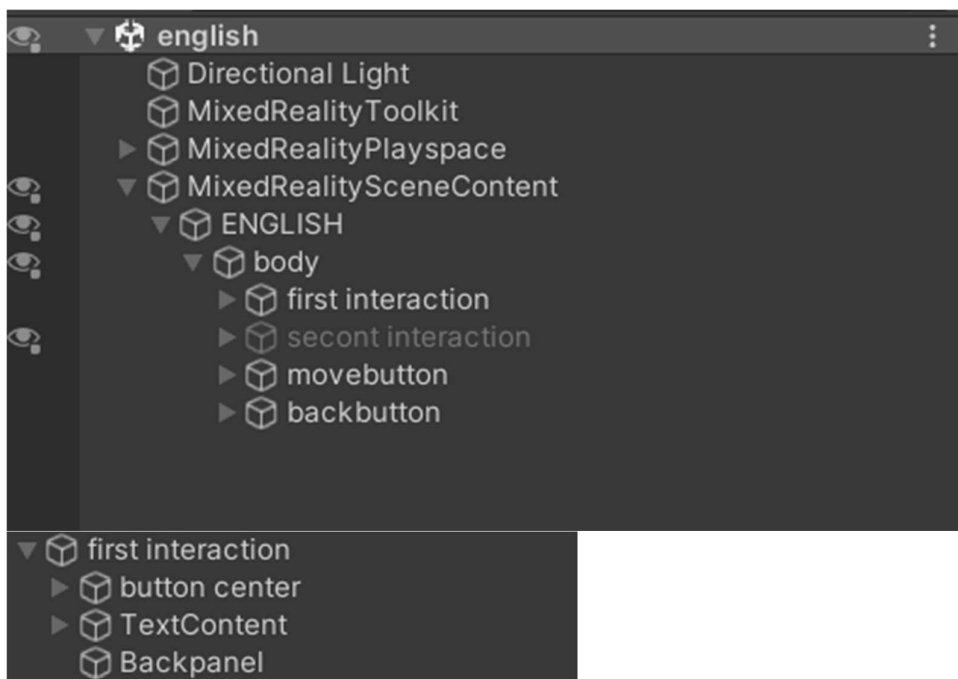 english
Directional Light
MixedRealityToolkit
MixedRealityPlayspace
MixedRealitySceneContent
ENGLISH
body
first interaction
secont interaction
movebutton
backbutton
first interaction
button center
TextContent
Backpanel